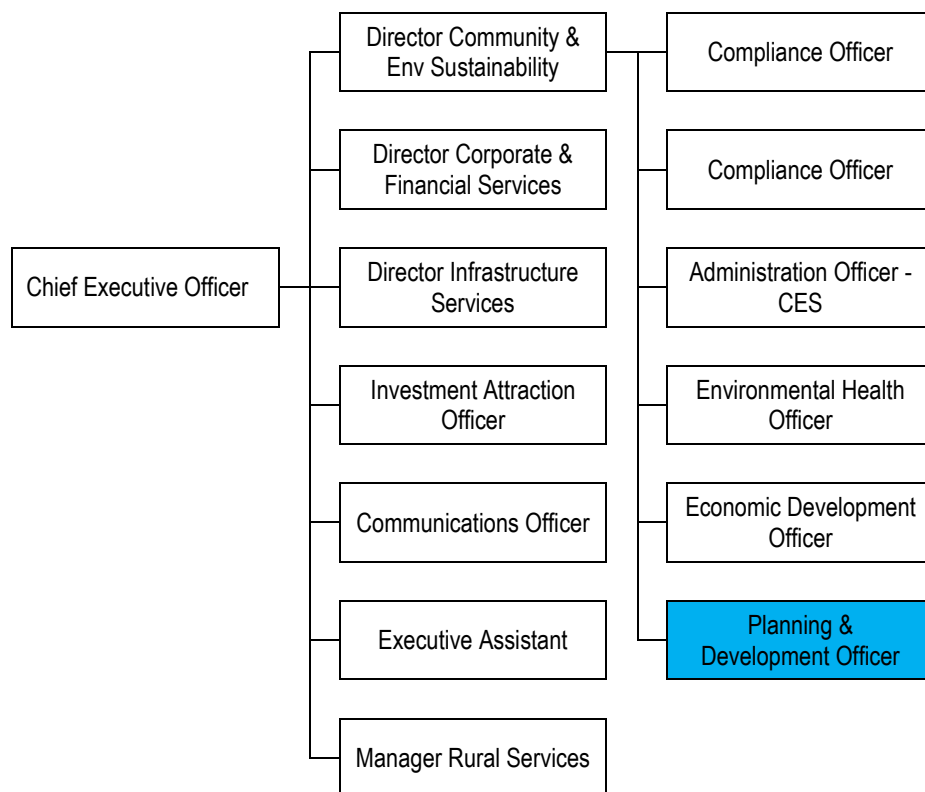 Chief Executive Officer
Director Community &
Env Sustainability
Director Corporate &
Financial Services
Director Infrastructure
Services
Investment Attraction
Officer
Communications Officer
Executive Assistant
Manager Rural Services
Compliance Officer
Compliance Officer
Administration Officer -
CES
Environmental Health
Officer
Economic Development
Officer
Planning &
Development Officer